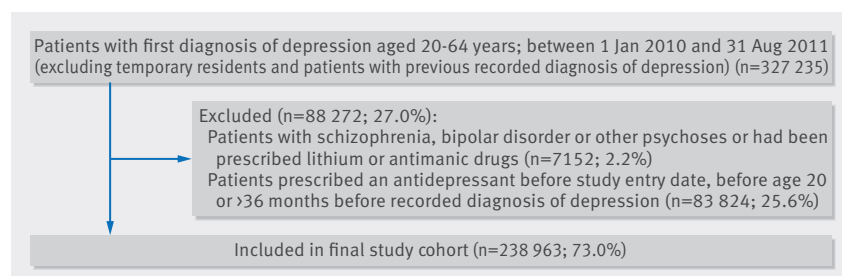 Patients with first diagnosis of depression aged 20-64 years; between 1 Jan 2010 and 31 Aug 2011
(excluding temporary residents and patients with previous recorded diagnosis of depression) (n=327 235)
Excluded (n=88 272; 27.0%):
Patients with schizophrenia, bipolar disorder or other psychoses or had been
prescribed lithium or antimanic drugs (n=7152; 2.2%)
Patients prescribed an antidepressant before study entry date, before age 20
or >36 months before recorded diagnosis of depression (n=83 824; 25.6%)
Included in final study cohort (n=238 963; 73.0%)